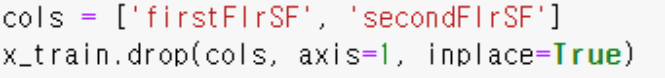 cols = ['firstFlrSF', 'secondFlrSF']
x_train.drop(cols, axis=1, inplace=True)